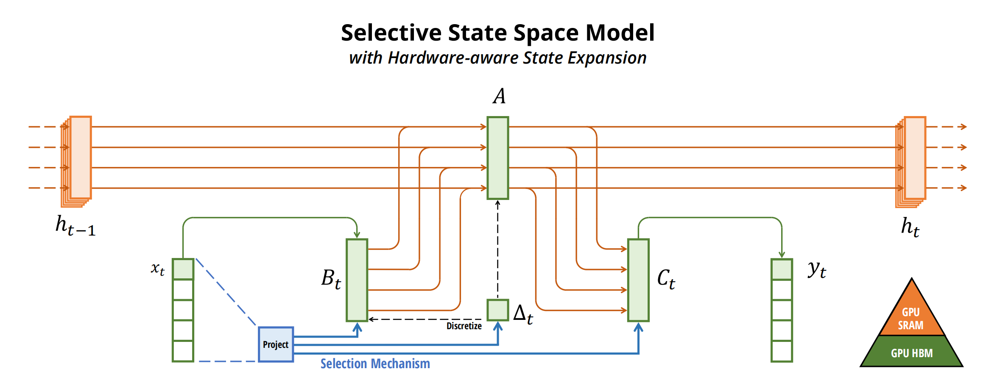 Selective State Space Model
with Hardware-aware State Expansion
A
h_{t-1}
h_t
x_t
B_t
C_t
y_t
Δ_t
Discretize
Project
Selection Mechanism
GPU
SRAM
GPU HBM